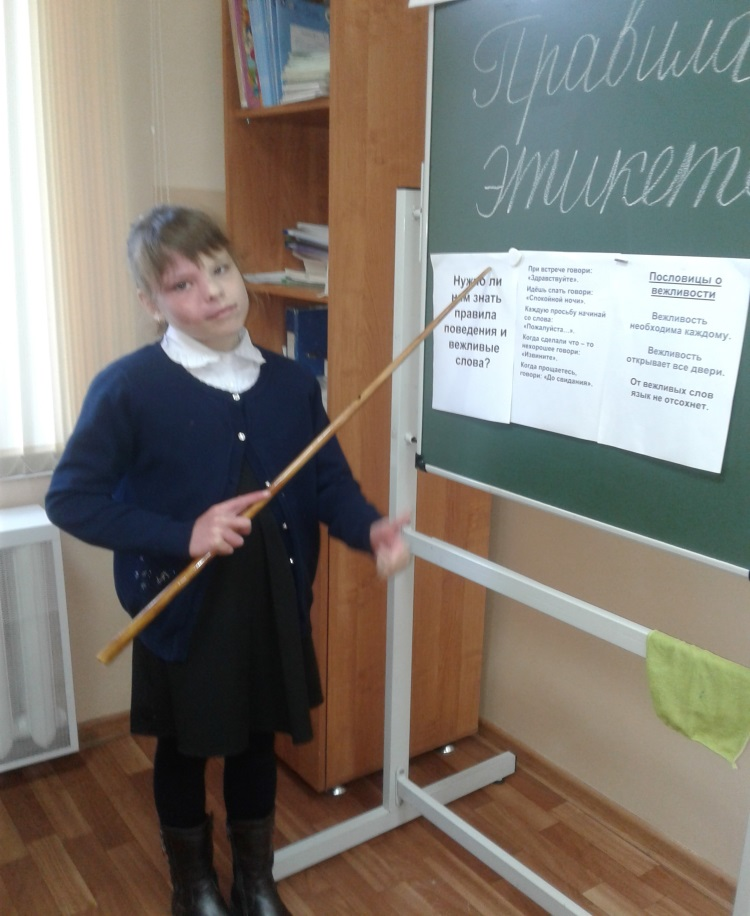 Правила
этикет
Нужно ли
нам знать
правила
поведения и
вежливые
слова?
При встрече говори:
«Здравствуйте».
Идёшь спать говори:
«Спокойной ночи».
Каждую просьбу начинай
со слова:
«Пожалуйста...».
Когда сделали что – то
нехорошее говори:
«Извините».
Когда прощаетесь,
говори: «До свидания».
Пословицы о
вежливости
Вежливость
необходима каждому.
Вежливость
открывает все двери.
От вежливых слов
язык не отсохнет.